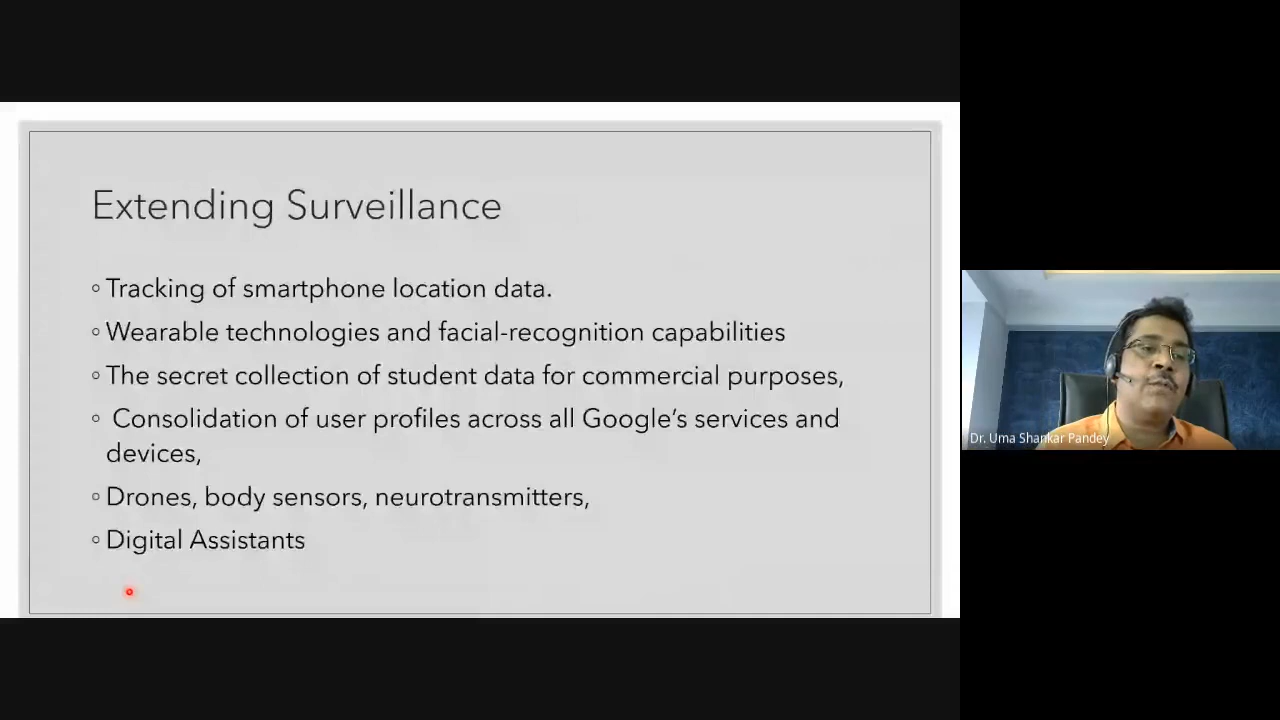 Extending Surveillance
◦ Tracking of smartphone location data.
◦ Wearable technologies and facial-recognition capabilities
◦ The secret collection of student data for commercial purposes,
◦ Consolidation of user profiles across all Google’s services and
devices,
◦ Drones, body sensors, neurotransmitters,
◦ Digital Assistants
Dr. Uma Shankar Pandey